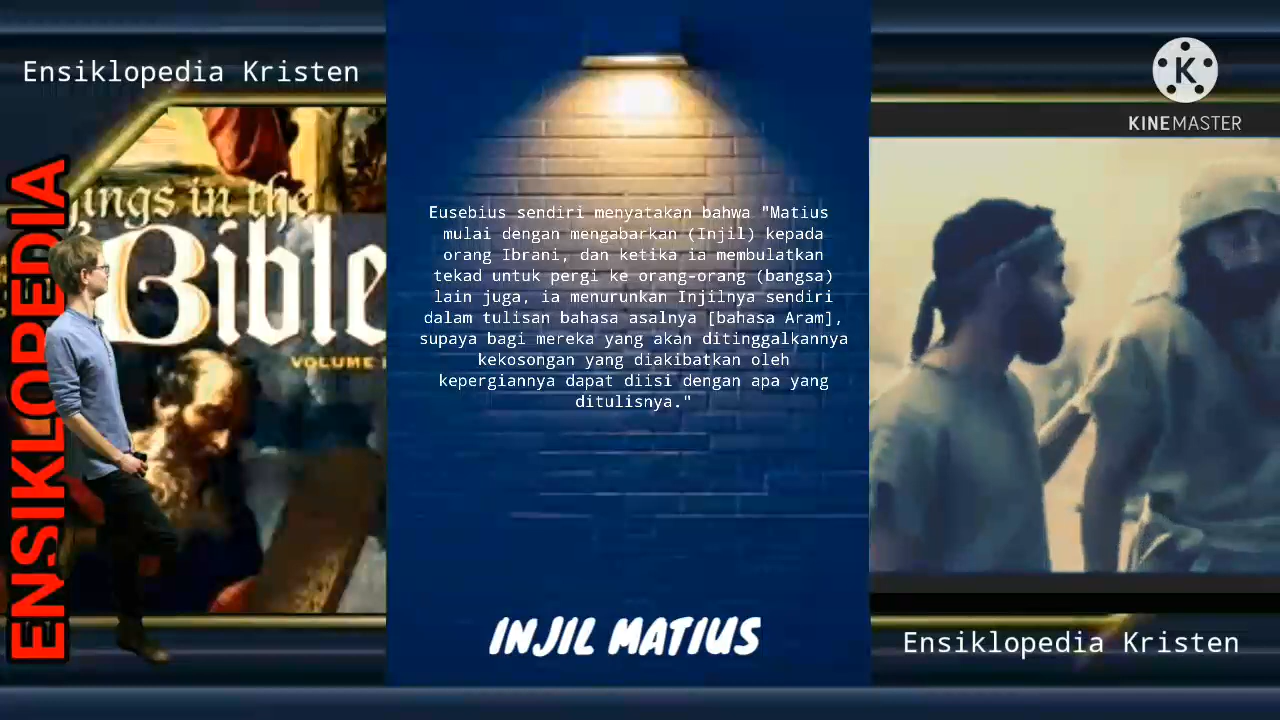 Ensiklopedia Kristen
ENSIKLOPEDIA
ings in the
Bible
VOLUME
Eusebius sendiri menyatakan bahwa "Matius
mulai dengan mengabarkan (Injil) kepada
orang Ibrani, dan ketika ia membulatkan
tekad untuk pergi ke orang-orang (bangsa)
lain juga, ia menurunkan Injilnya sendiri
dalam tulisan bahasa asalnya [bahasa Aram],
supaya bagi mereka yang akan ditinggalkannya
kekosongan yang diakibatkan oleh
kepergiannya dapat diisi dengan apa yang
ditulisnya."
INJIL MATIUS
K
KINEMASTER
Ensiklopedia Kristen